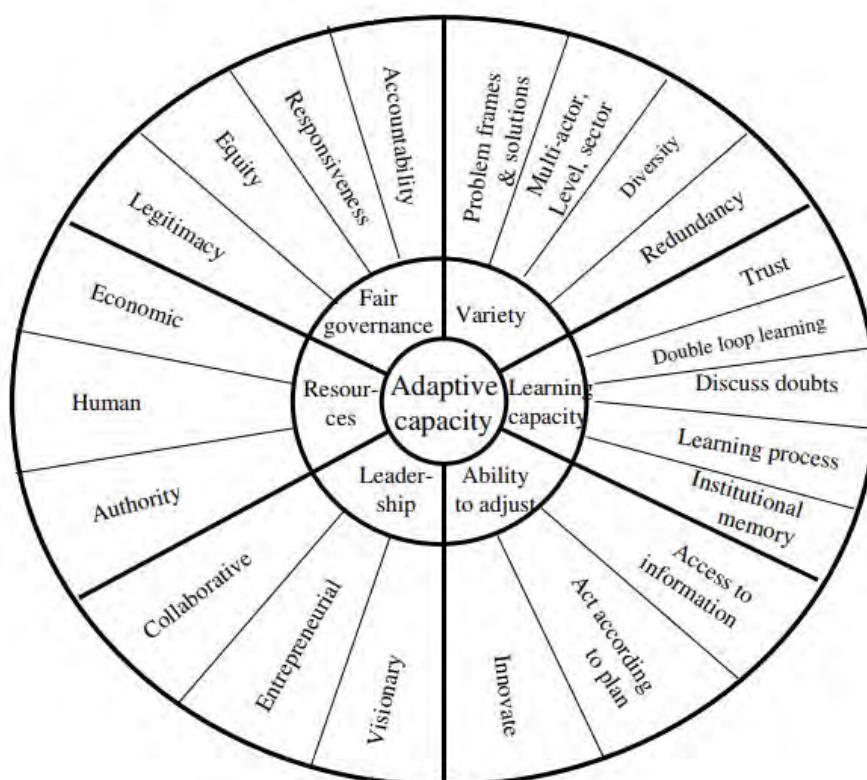 Adaptive
capacity
Variety
Problem frames
& solutions
Multi-actor,
Level, sector
Diversity
Redundancy
Learning
capacity
Trust
Double loop learning
Discuss doubts
Learning process
Institutional
memory
Ability
to adjust
Access to
information
Act according
to plan
Innovate
Leader-
ship
Visionary
Entrepreneurial
Collaborative
Resour-
ces
Authority
Human
Economic
Fair
governance
Legitimacy
Equity
Responsiveness
Accountability